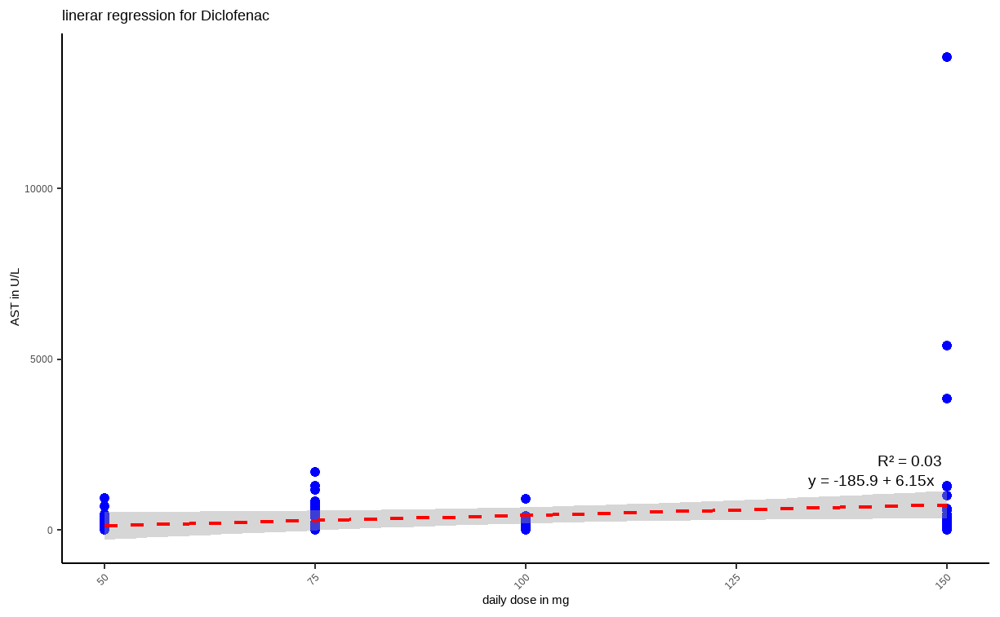 linerar regression for Diclofenac
10000
5000
0
AST in U/L
R² = 0.03
y = -185.9 + 6.15x
50
75
100
125
150
daily dose in mg